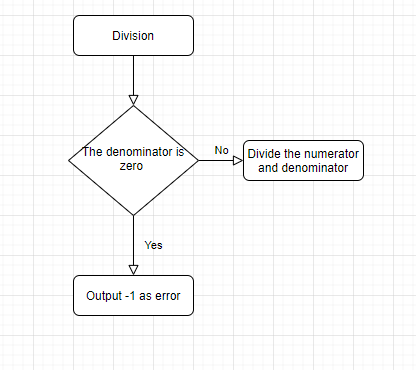 Division
The denominator is
zero
No
Divide the numerator
and denominator
Yes
Output -1 as error